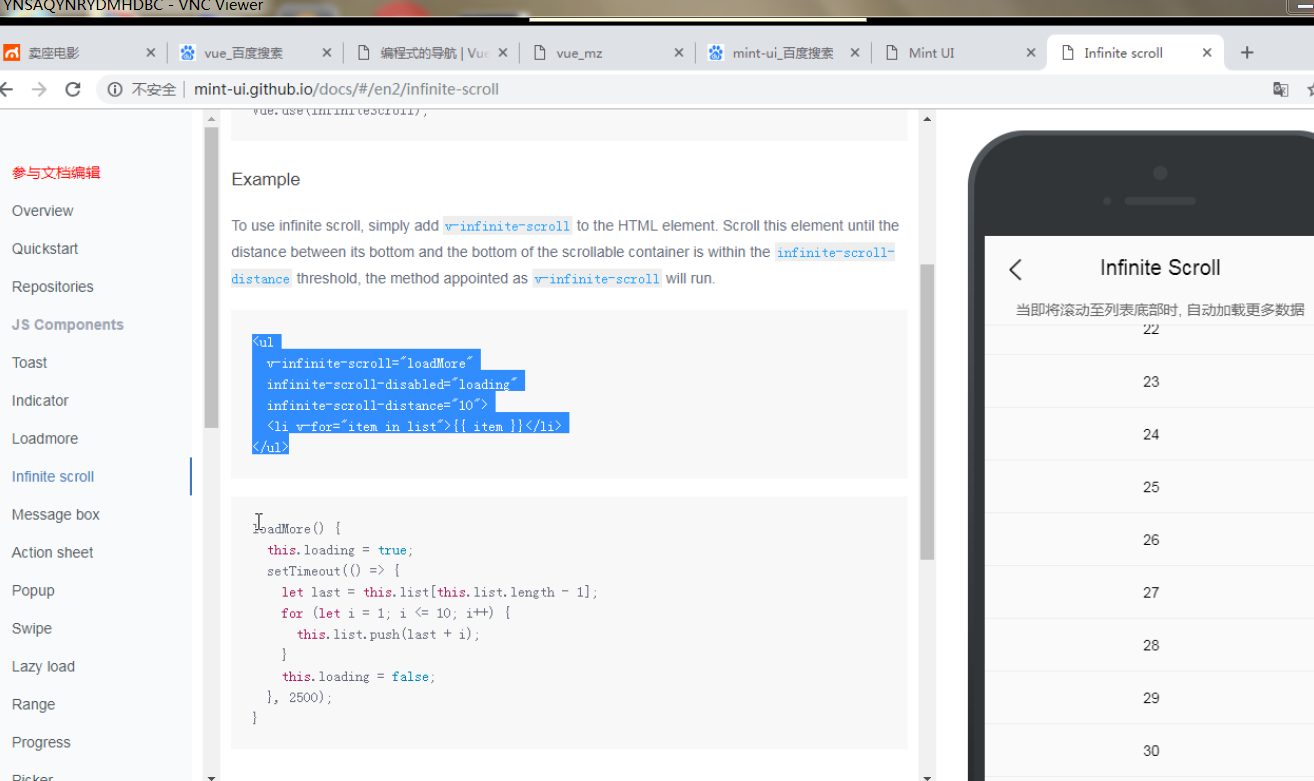 YNSAQYNRYDMHDBC - VNC Viewer
卖座电影
vue_百度搜索
编程式的导航 | Vue
vue_mz
mint-ui_百度搜索
Mint UI
Infinite scroll
不安全 | mint-ui.github.io/docs/#/en2/infinite-scroll
参与文档编辑
Overview
Quickstart
Repositories
JS Components
Toast
Indicator
Loadmore
Infinite scroll
Message box
Action sheet
Popup
Swipe
Lazy load
Range
Progress
Picker
Vue.use(InfiniteScroll);
Example
To use infinite scroll, simply add v-infinite-scroll to the HTML element. Scroll this element until the
distance between its bottom and the bottom of the scrollable container is within the infinite-scroll-
distance threshold, the method appointed as v-infinite-scroll will run.
<ul
v-infinite-scroll="loadMore"
infinite-scroll-disabled="loading"
infinite-scroll-distance="10">
<li v-for="item in list">{{ item }}</li>
</ul>
loadMore() {
this.loading = true;
setTimeout(() => {
let last = this.list[this.list.length - 1];
for (let i = 1; i <= 10; i++) {
this.list.push(last + i);
}
this.loading = false;
}, 2500);
}
Infinite Scroll
当即将滚动至列表底部时, 自动加载更多数据
22
23
24
25
26
27
28
29
30